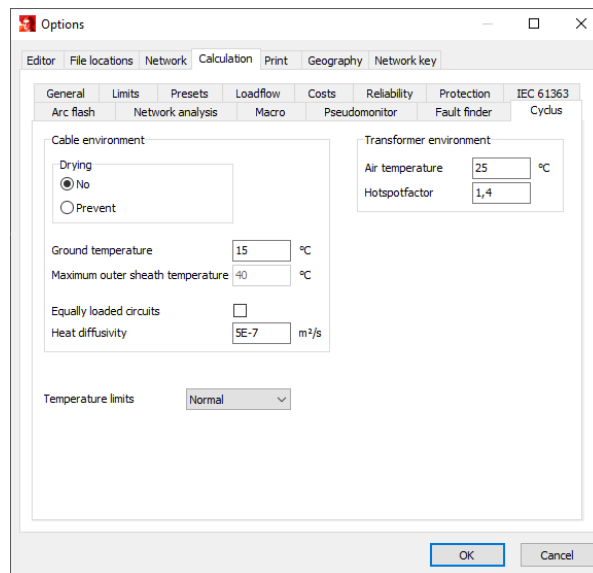 Options
Editor File locations Network Calculation Print Geography Network key
General Limits Presets Loadflow Costs Reliability Protection IEC 61363
Arc flash Network analysis Macro Pseudomonitor Fault finder Cyclus
Cable environment
Drying
No
Prevent
Ground temperature 15 ºC
Maximum outer sheath temperature 40 ºC
Equally loaded circuits
Heat diffusivity 5E-7 m²/s
Transformer environment
Air temperature 25 ºC
Hotspotfactor 1,4
Temperature limits Normal
OK Cancel